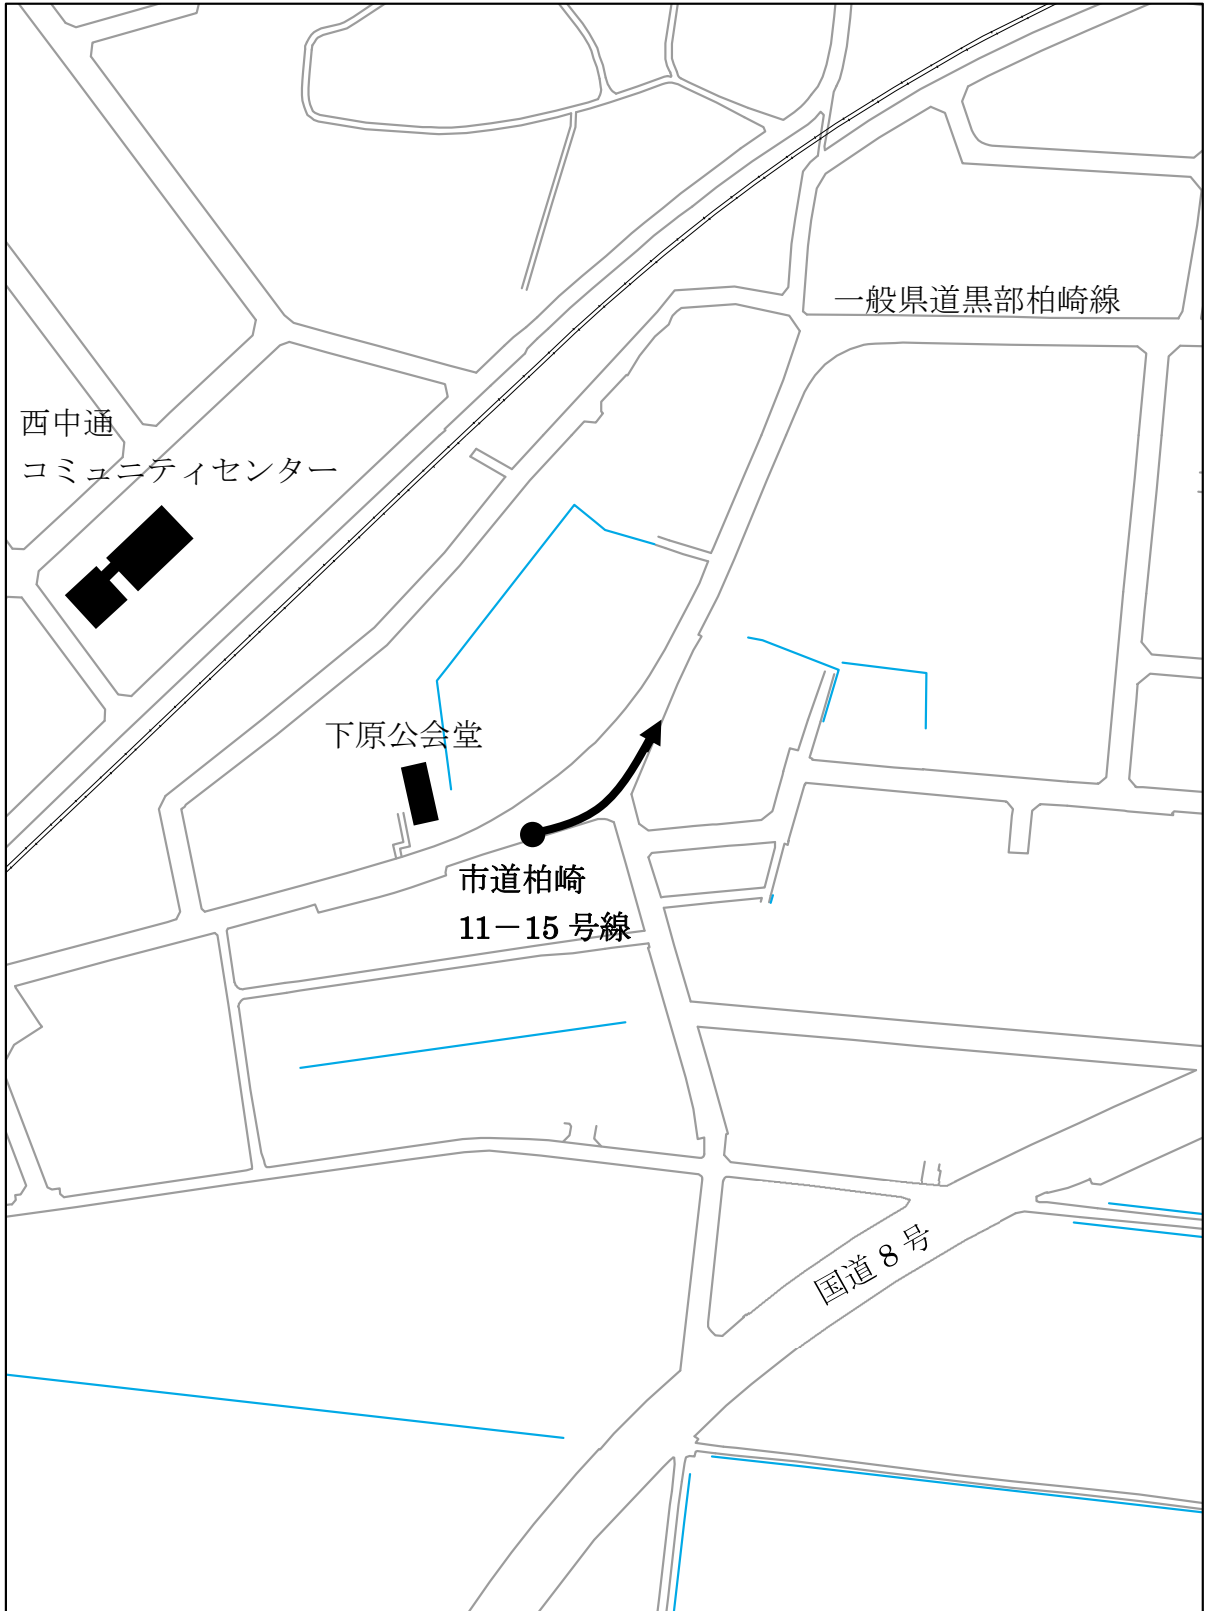 一般県道黒部柏崎線
西中通
コミュニティセンター
下原公会堂
市道柏崎
11－15 号線
国道 8 号